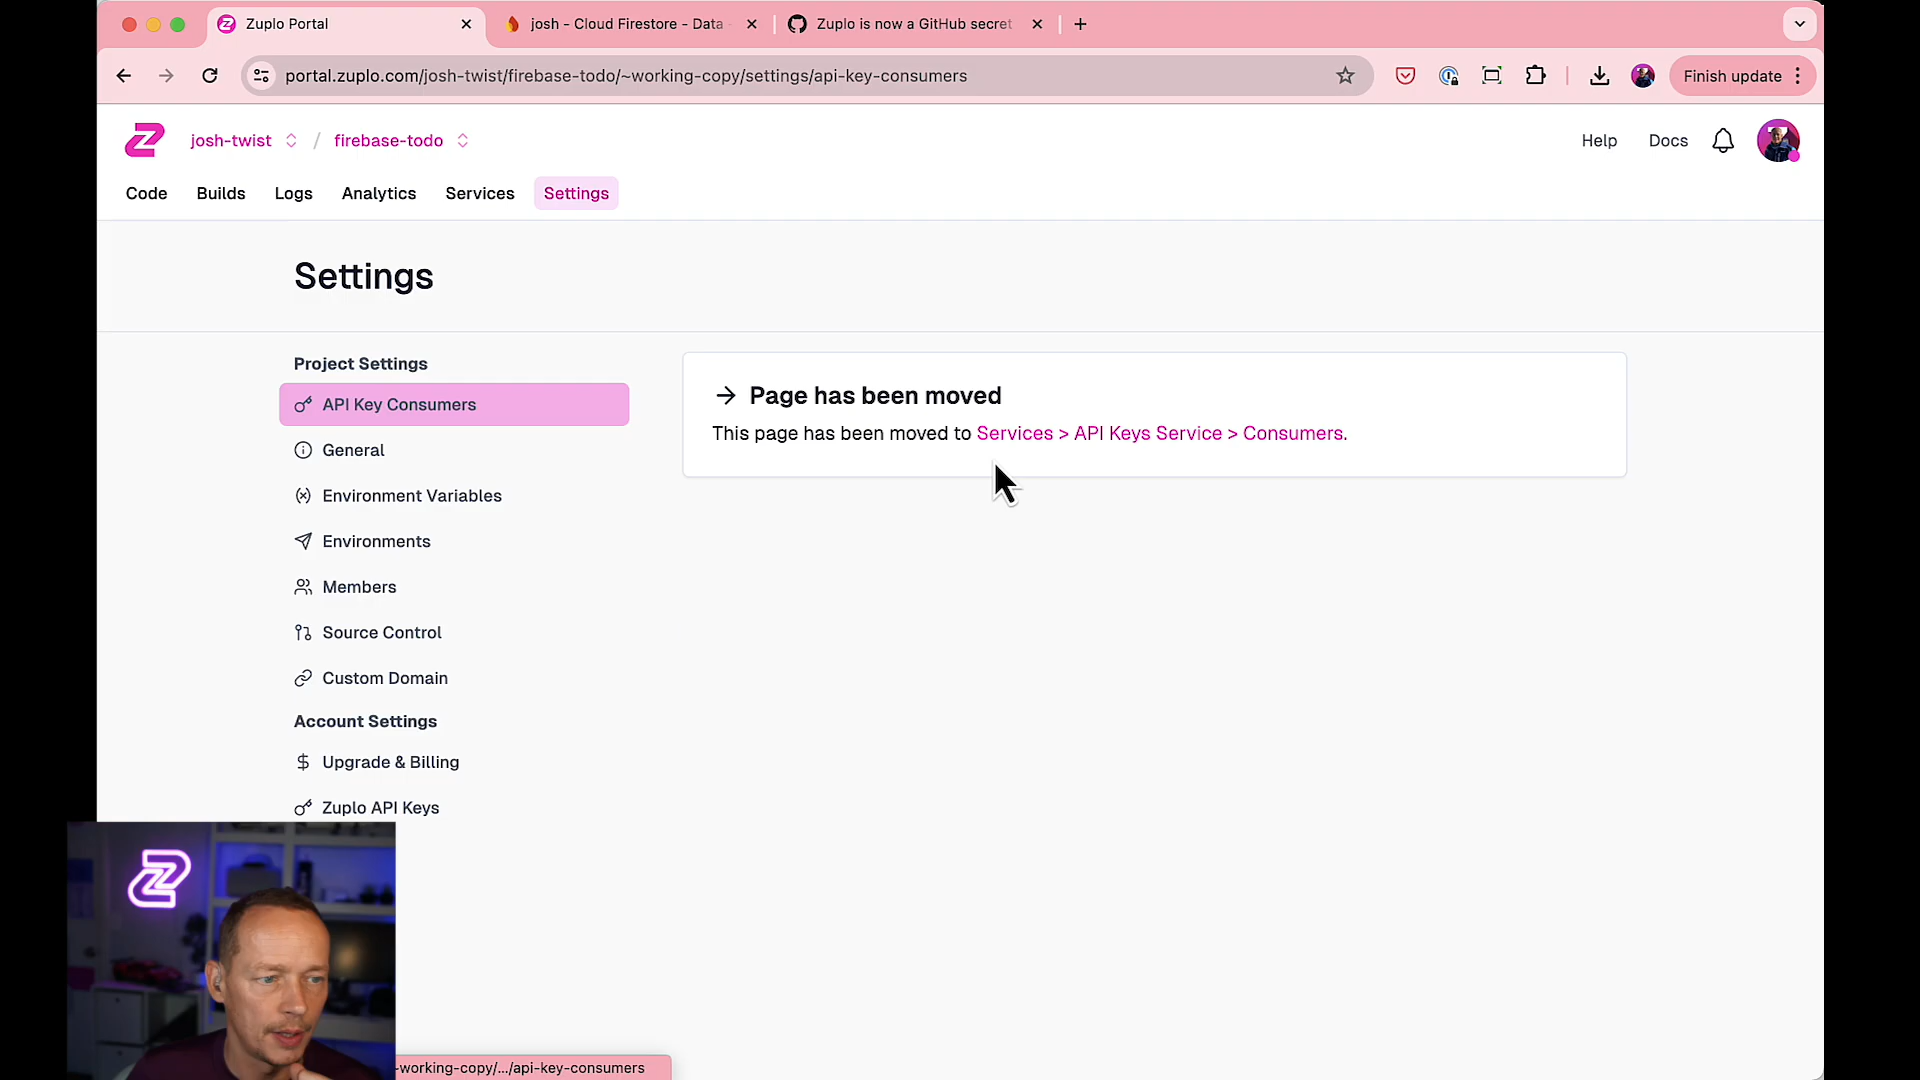 Zuplo Portal
josh - Cloud Firestore - Data
Zuplo is now a GitHub secret
portal.zuplo.com/josh-twist/firebase-todo/~working-copy/settings/api-key-consumers
Finish update
josh-twist / firebase-todo
Help
Docs
Code
Builds
Logs
Analytics
Services
Settings
Settings
Project Settings
API Key Consumers
General
Environment Variables
Environments
Members
Source Control
Custom Domain
Account Settings
Upgrade & Billing
Zuplo API Keys
→ Page has been moved
This page has been moved to Services > API Keys Service > Consumers.
-working-copy/.../api-key-consumers